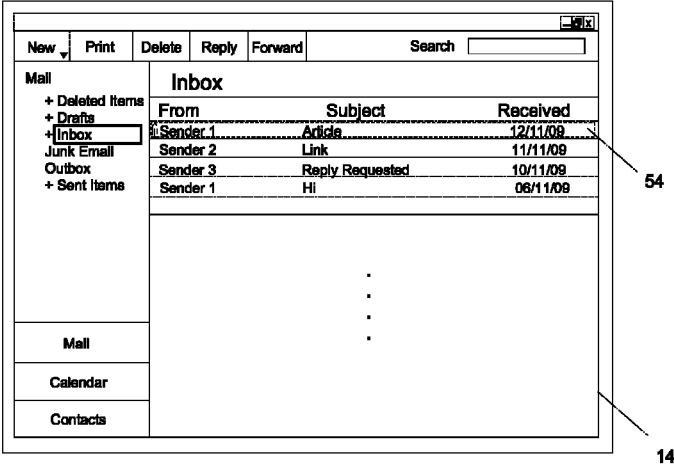 New Print Delete Reply Forward Search
Mail
+ Deleted Items
+ Drafts
+ Inbox
Junk Email
Outbox
+ Sent Items
Inbox
From Subject Received
Sender 1 Article 12/11/09
Sender 2 Link 11/11/09
Sender 3 Reply Requested 10/11/09
Sender 1 Hi 06/11/09
54
Mail
Calendar
Contacts
14